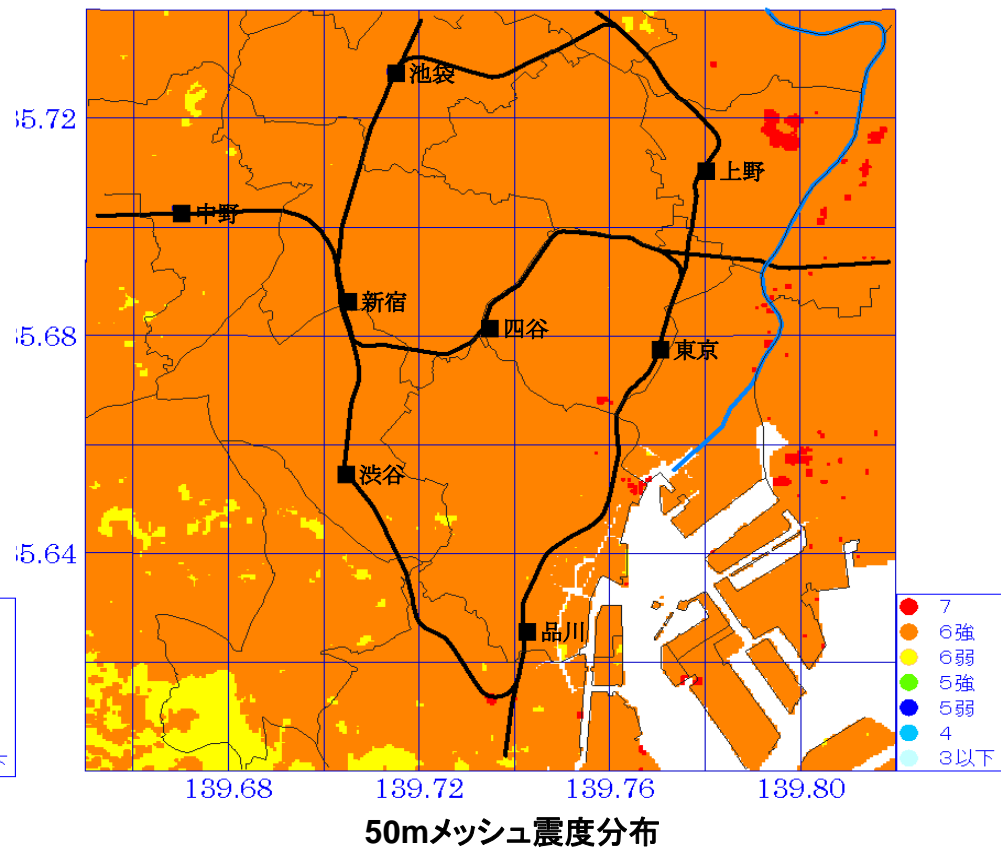 池袋
35.72
上野
中野
新宿
35.68
四谷
東京
渋谷
35.64
品川
7
6強
6弱
5強
5弱
4
3以下
下
139.68
139.72
139.76
139.80
50mメッシュ震度分布